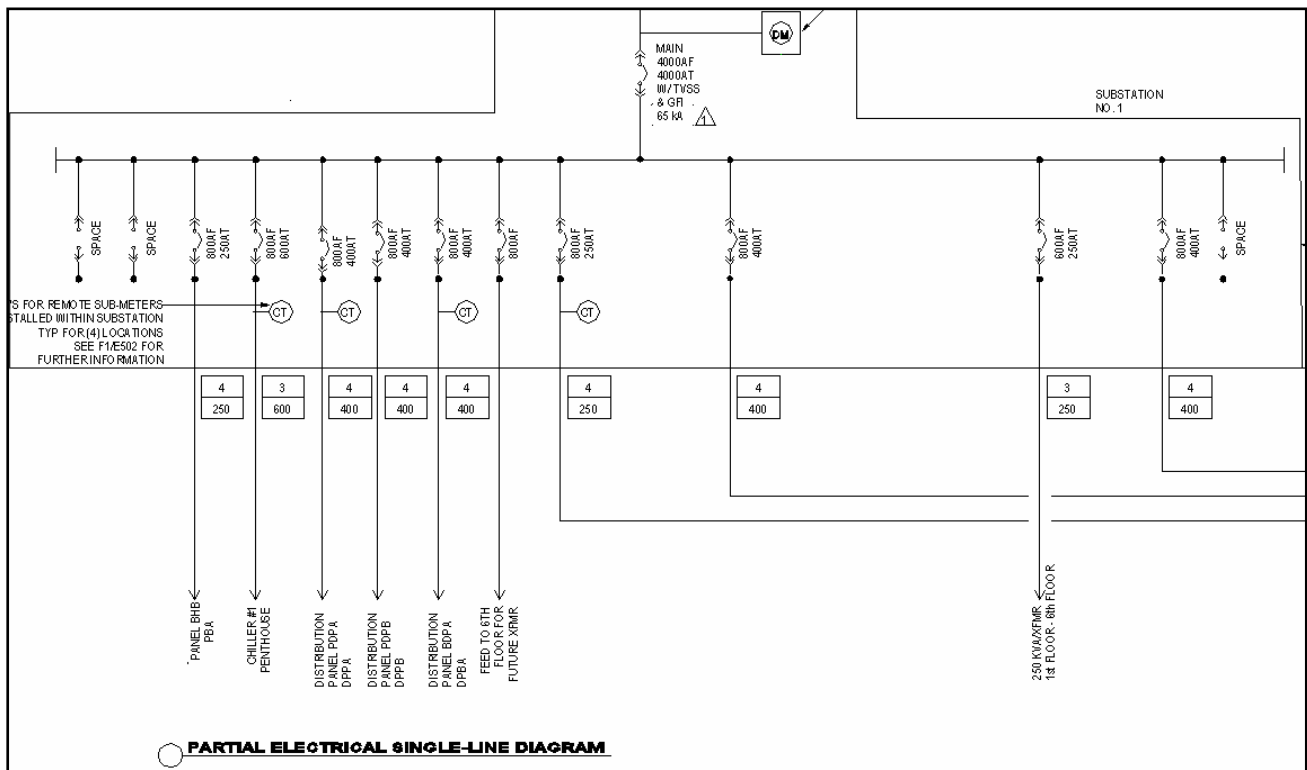 DM
MAIN
4000AF
4000AT
W/TVSS
& GFI
65 kA
1
SUBSTATION
NO. 1
SPACE
SPACE
800AF
250AT
800AF
600AT
800AF
400AT
800AF
400AT
800AF
400AT
800AF
800AF
250AT
800AF
400AT
600AF
250AT
800AF
400AT
SPACE
'S FOR REMOTE SUB-METERS
STALLED WITHIN SUBSTATION
TYP FOR (4) LOCATIONS
SEE F1/E502 FOR
FURTHER INFORMATION
CT
CT
CT
CT
4
250
3
600
4
400
4
400
4
400
4
250
4
400
3
250
4
400
PANEL BHB
PBA
CHILLER #1
PENTHOUSE
DISTRIBUTION
PANEL PDPA
DPPA
DISTRIBUTION
PANEL PDPB
DPPB
DISTRIBUTION
PANEL BDPA
DPBA
FEED TO 6TH
FLOOR FOR
FUTURE XFMR
250 KVA/XFMR
1st FLOOR - 6th FLOOR
PARTIAL ELECTRICAL SINGLE-LINE DIAGRAM